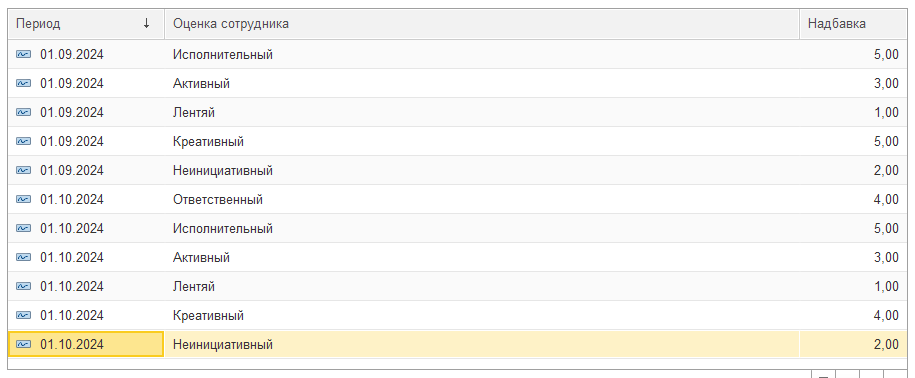 Период ↓ Оценка сотрудника Надбавка
01.09.2024 Исполнительный 5,00
01.09.2024 Активный 3,00
01.09.2024 Лентяй 1,00
01.09.2024 Креативный 5,00
01.09.2024 Неинициативный 2,00
01.10.2024 Ответственный 4,00
01.10.2024 Исполнительный 5,00
01.10.2024 Активный 3,00
01.10.2024 Лентяй 1,00
01.10.2024 Креативный 4,00
01.10.2024 Неинициативный 2,00